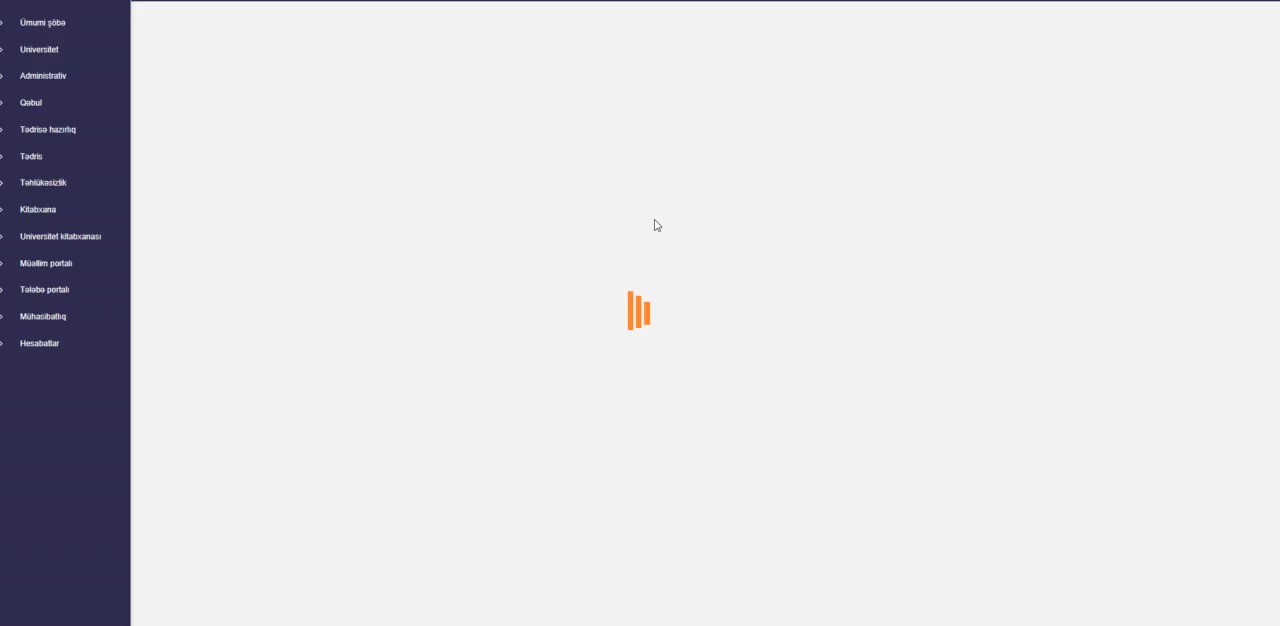 Ümumi şöbə
Universitet
Administrativ
Qəbul
Tədrisə hazırlıq
Tədris
Təhlükəsizlik
Kitabxana
Universitet kitabxanası
Müəllim portalı
Tələbə portalı
Mühasibatlıq
Hesabatlar